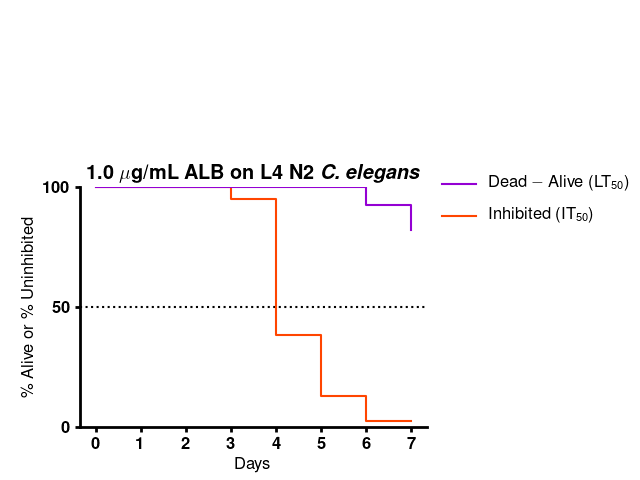 1.0 μg/mL ALB on L4 N2 C. elegans
Dead − Alive (LT50)
Inhibited (IT50)
% Alive or % Uninhibited
100
50
0
0 1 2 3 4 5 6 7
Days